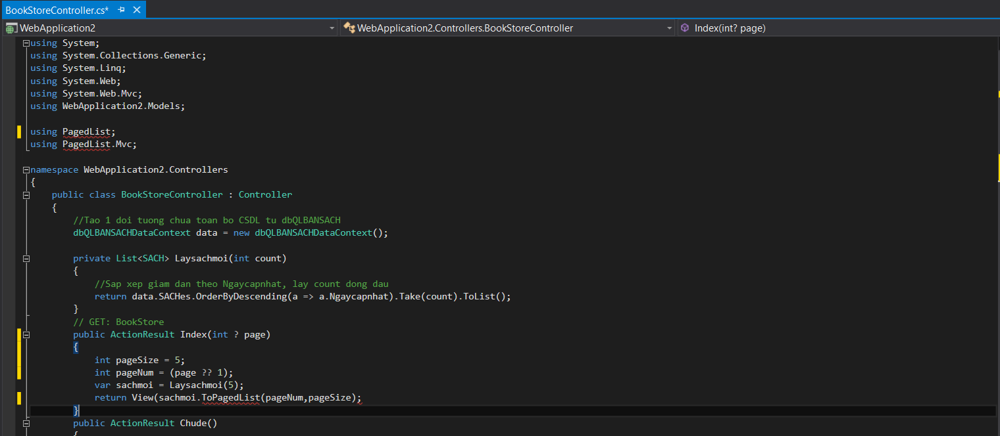 BookStoreController.cs*
WebApplication2 WebApplication2.Controllers.BookStoreController Index(int? page)
using System;
using System.Collections.Generic;
using System.Linq;
using System.Web;
using System.Web.Mvc;
using WebApplication2.Models;
using PagedList;
using PagedList.Mvc;
namespace WebApplication2.Controllers
{
public class BookStoreController : Controller
{
//Tao 1 doi tuong chua toan bo CSDL tu dbQLBANSACH
dbQLBANSACHDataContext data = new dbQLBANSACHDataContext();
private List<SACH> Laysachmoi(int count)
{
//Sap xep giam dan theo Ngaycapnhat, lay count dong dau
return data.SACHes.OrderByDescending(a => a.Ngaycapnhat).Take(count).ToList();
}
// GET: BookStore
public ActionResult Index(int ? page)
{
int pageSize = 5;
int pageNum = (page ?? 1);
var sachmoi = Laysachmoi(5);
return View(sachmoi.ToPagedList(pageNum,pageSize);
}
public ActionResult Chude()
{